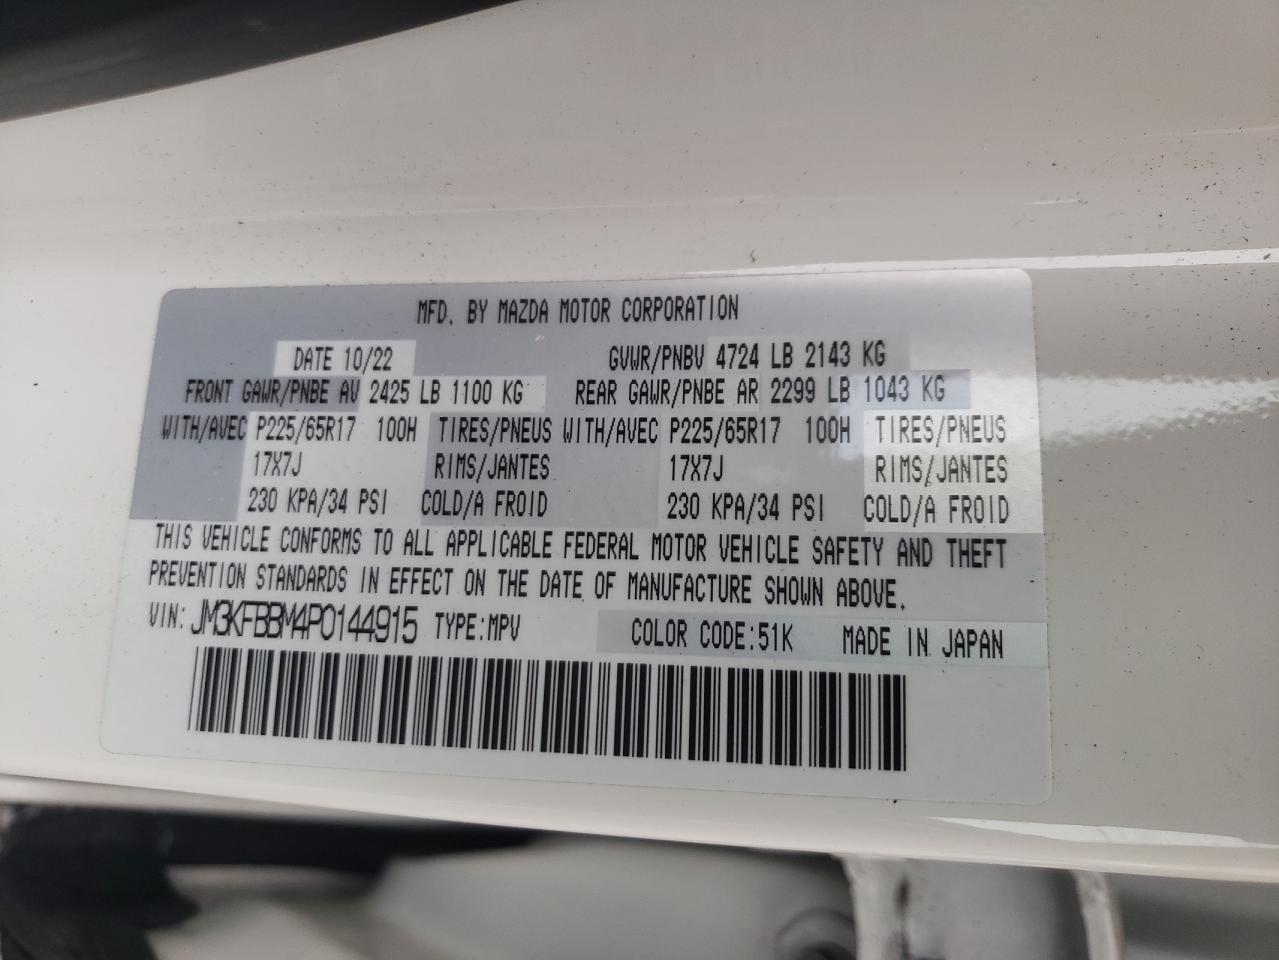 MFD. BY MAZDA MOTOR CORPORATION
DATE 10/22 GVWR/PNBV 4724 LB 2143 KG
FRONT GAWR/PNBE AV 2425 LB 1100 KG REAR GAWR/PNBE AR 2299 LB 1043 KG
WITH/AVEC P225/65R17 100H TIRES/PNEUS WITH/AVEC P225/65R17 100H TIRES/PNEUS
17X7J RIMS/JANTES 17X7J RIMS/JANTES
230 KPA/34 PSI COLD/A FROID 230 KPA/34 PSI COLD/A FROID
THIS VEHICLE CONFORMS TO ALL APPLICABLE FEDERAL MOTOR VEHICLE SAFETY AND THEFT
PREVENTION STANDARDS IN EFFECT ON THE DATE OF MANUFACTURE SHOWN ABOVE.
VIN: JM3KFBBM4P0144915 TYPE:MPV COLOR CODE:51K MADE IN JAPAN